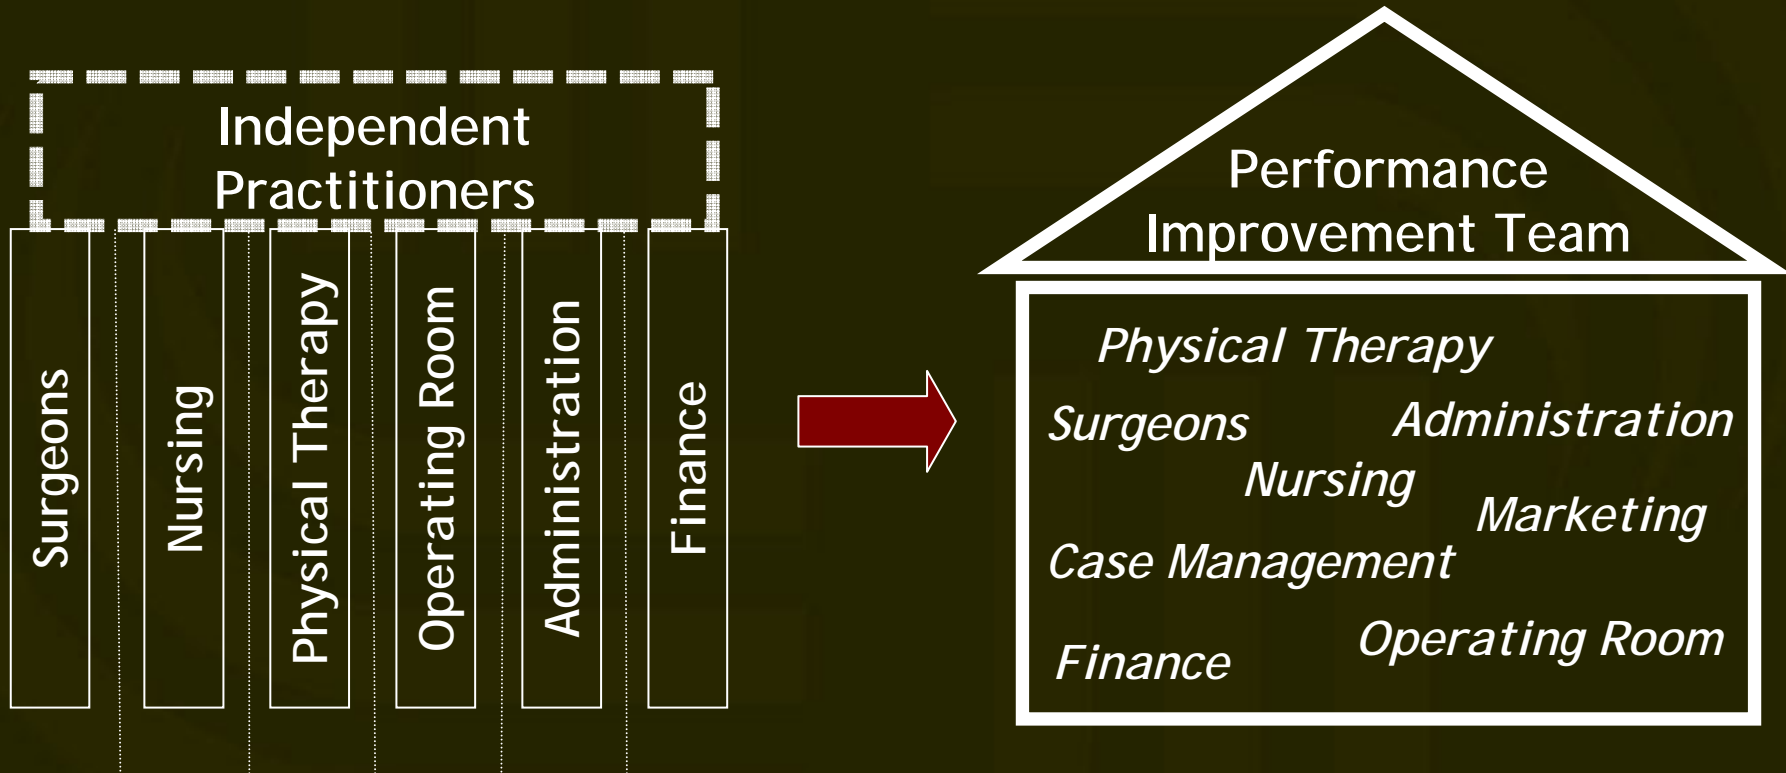 Independent
Practitioners
Surgeons
Nursing
Physical Therapy
Operating Room
Administration
Finance
Performance
Improvement Team
Physical Therapy
Surgeons
Administration
Nursing
Marketing
Case Management
Operating Room
Finance